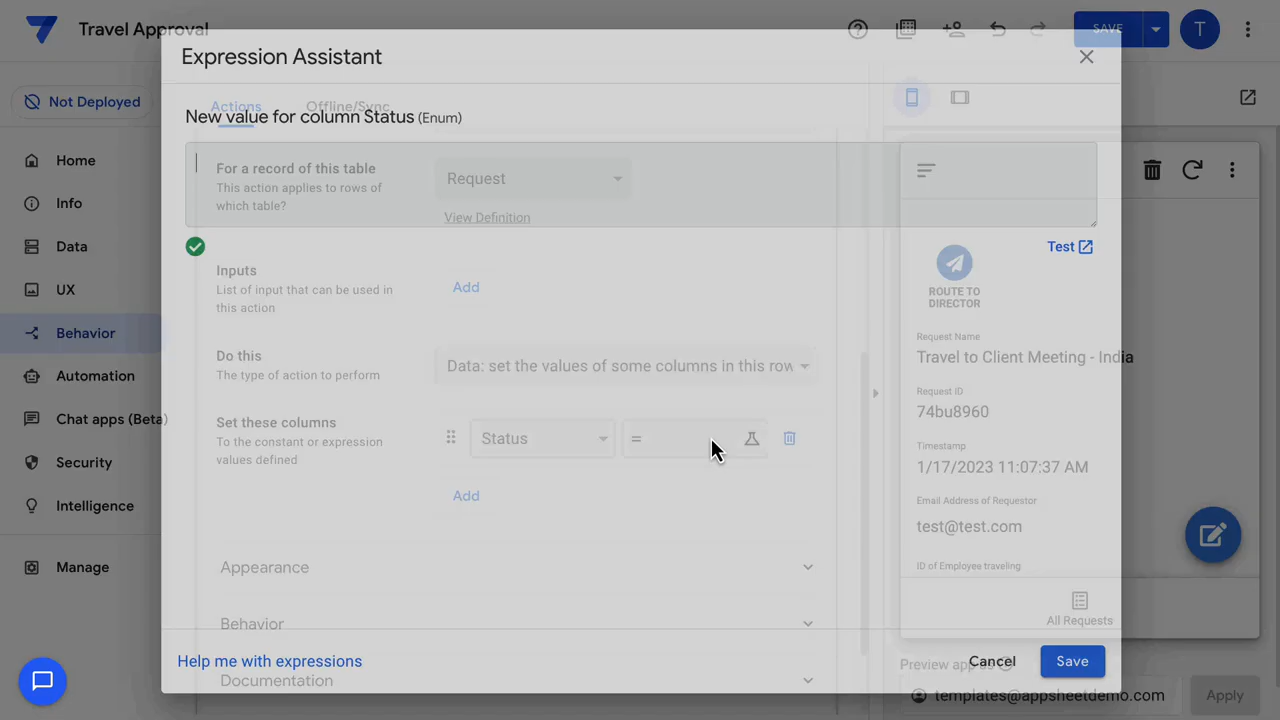 Travel Approval
SAVE
T
Expression Assistant
Not Deployed
Actions
Offline/Sync
New value for column Status (Enum)
Home
Info
Data
UX
Behavior
Automation
Chat apps (Beta)
Security
Intelligence
Manage
For a record of this table
This action applies to rows of
which table?
Request
View Definition
Test
Inputs
List of input that can be used in
this action
Add
Do this
The type of action to perform
Data: set the values of some columns in this row
Set these columns
To the constant or expression
values defined
Status
=
Add
Appearance
Behavior
Documentation
Help me with expressions
Cancel
Save
ROUTE TO
DIRECTOR
Request Name
Travel to Client Meeting - India
Request ID
74bu8960
Timestamp
1/17/2023 11:07:37 AM
Email Address of Requestor
test@test.com
ID of Employee traveling
All Requests
Preview app as
templates@appsheetdemo.com
Apply